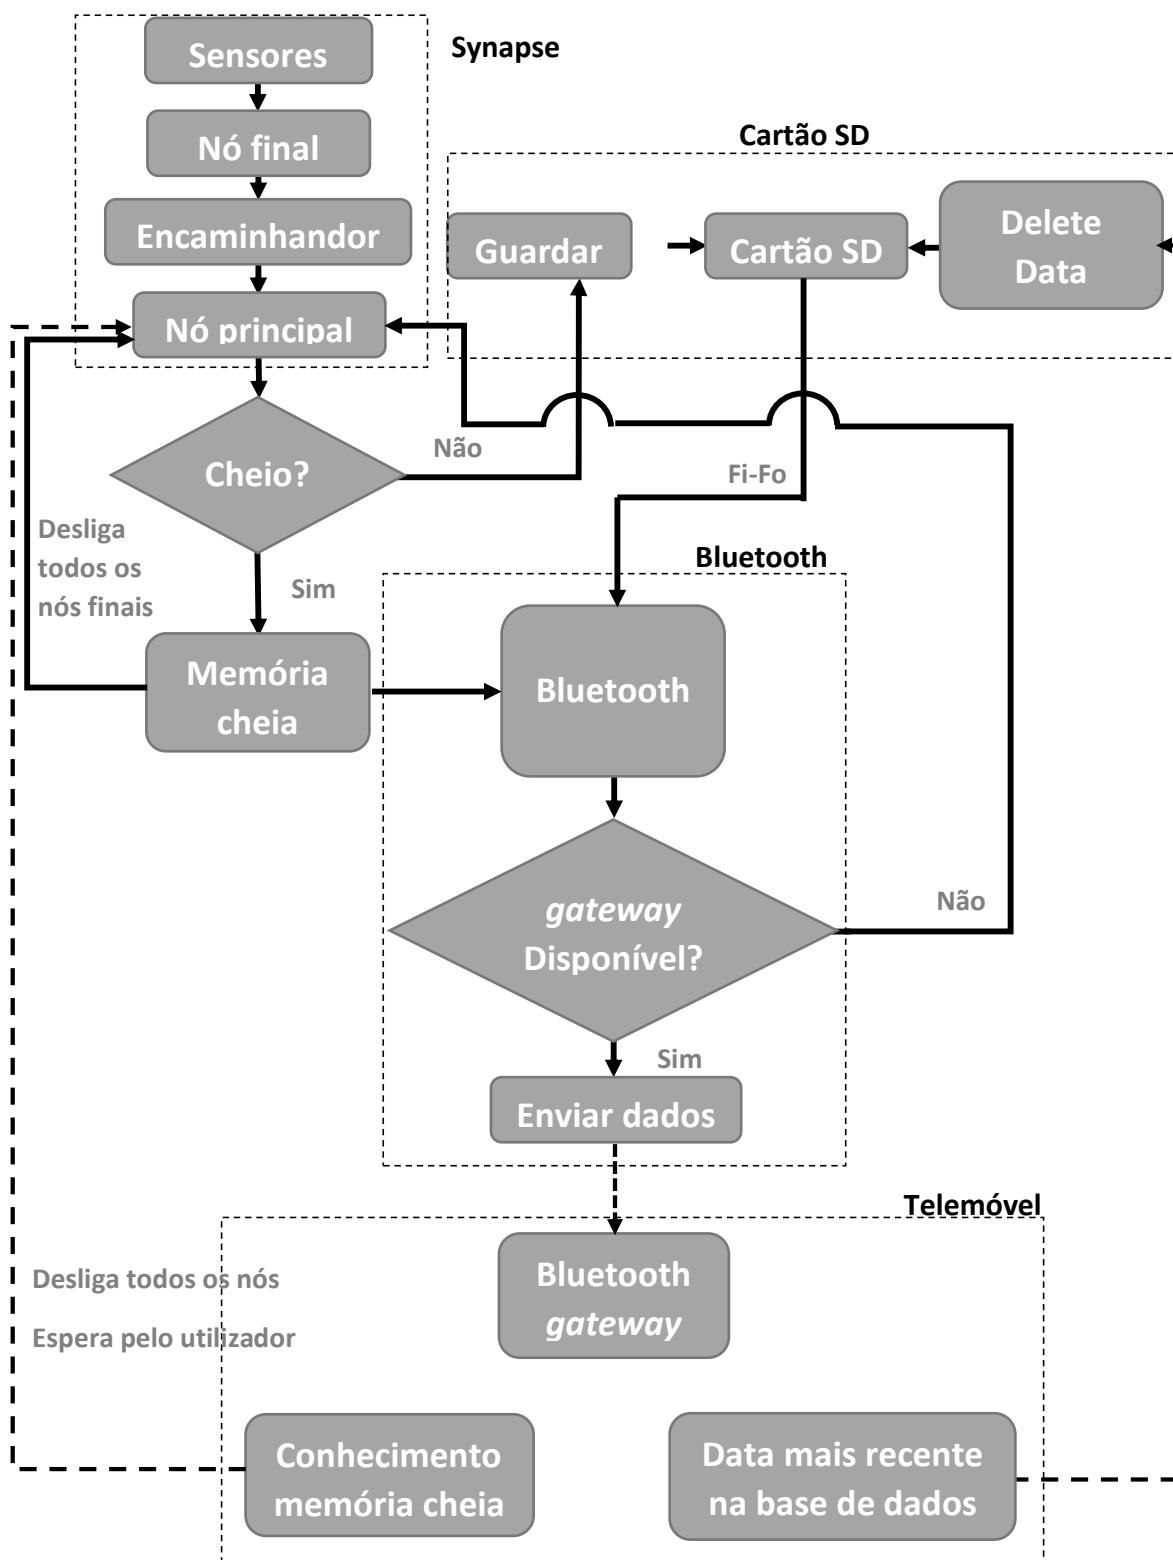 Sensores
Synapse
Nó final
Cartão SD
Encaminhandor
Guardar
Cartão SD
Delete
Data
Nó principal
Cheio?
Não
Fi-Fo
Desliga
todos os
nós finais
Sim
Bluetooth
Memória
cheia
Bluetooth
gateway
Disponível?
Não
Sim
Enviar dados
Telemóvel
Bluetooth
gateway
Desliga todos os nós
Espera pelo utilizador
Conhecimento
memória cheia
Data mais recente
na base de dados